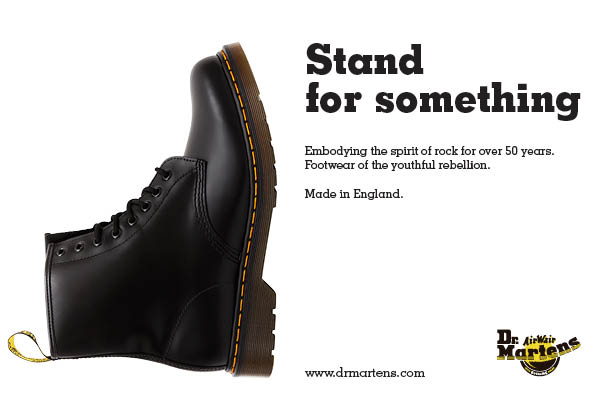 Stand
for something
Embodying the spirit of rock for over 50 years.
Footwear of the youthful rebellion.
Made in England.
www.drmartens.com
Dr. AirWair
Martens